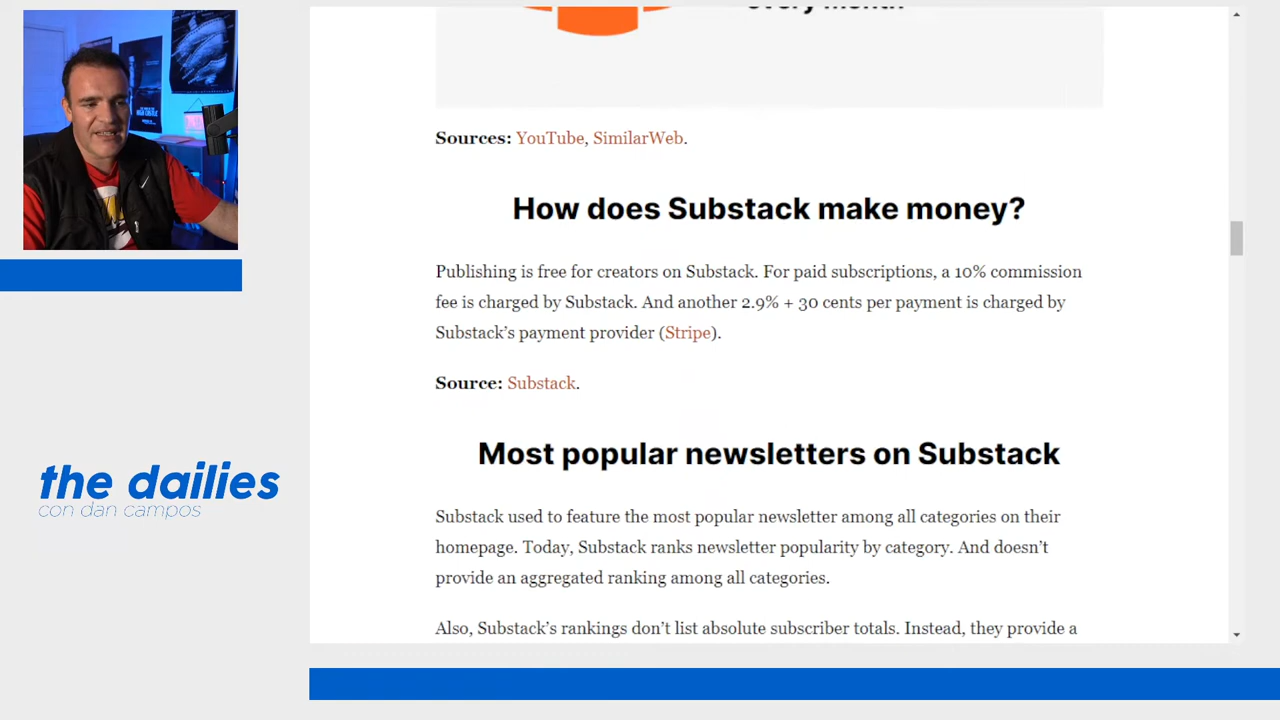 every month
Sources: YouTube, SimilarWeb.
How does Substack make money?
Publishing is free for creators on Substack. For paid subscriptions, a 10% commission
fee is charged by Substack. And another 2.9% + 30 cents per payment is charged by
Substack’s payment provider (Stripe).
Source: Substack.
Most popular newsletters on Substack
Substack used to feature the most popular newsletter among all categories on their
homepage. Today, Substack ranks newsletter popularity by category. And doesn’t
provide an aggregated ranking among all categories.
Also, Substack’s rankings don’t list absolute subscriber totals. Instead, they provide a
the dailies
con dan campos